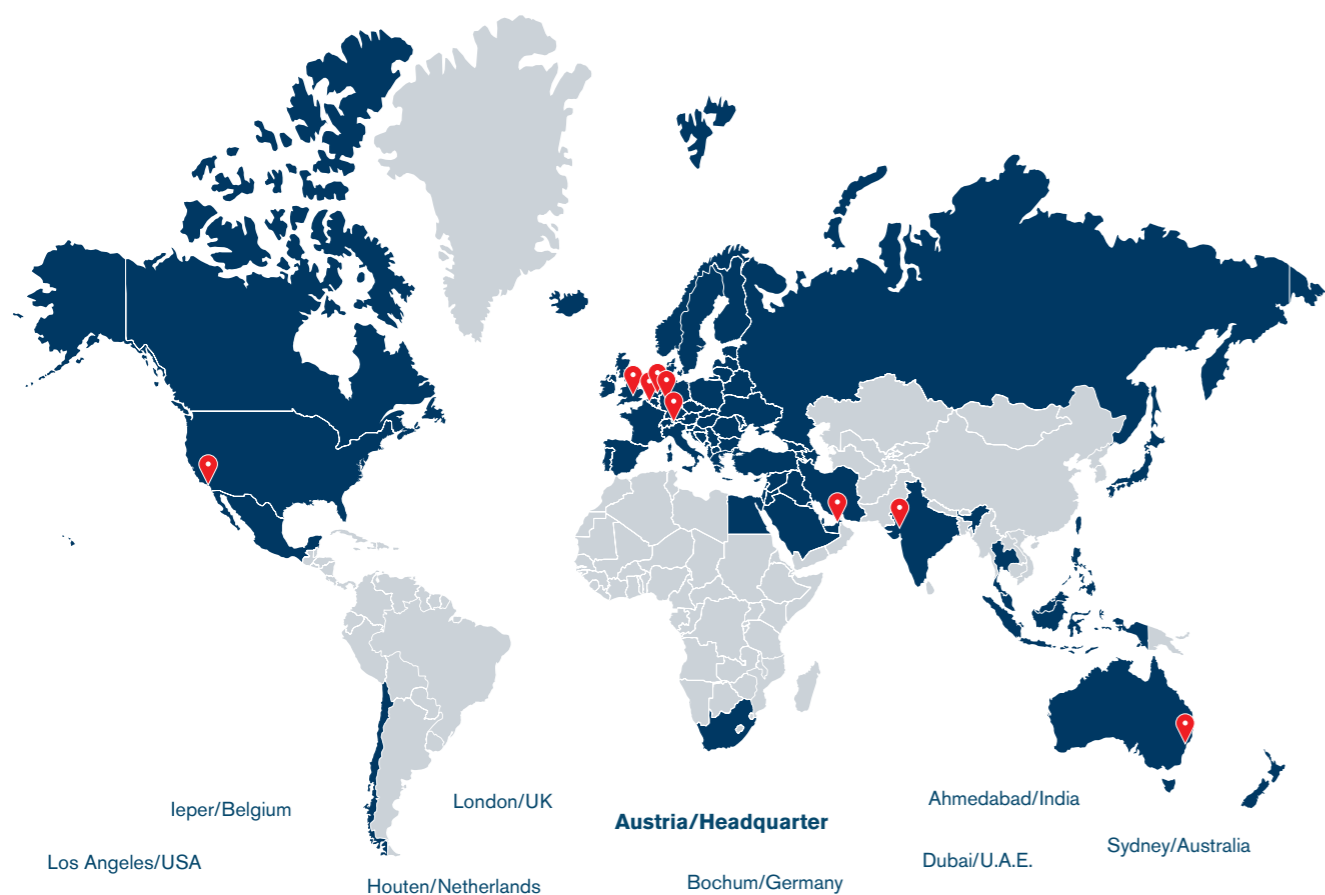 Ieper/Belgium
London/UK
Austria/Headquarter
Ahmedabad/India
Sydney/Australia
Los Angeles/USA
Houten/Netherlands
Bochum/Germany
Dubai/U.A.E.